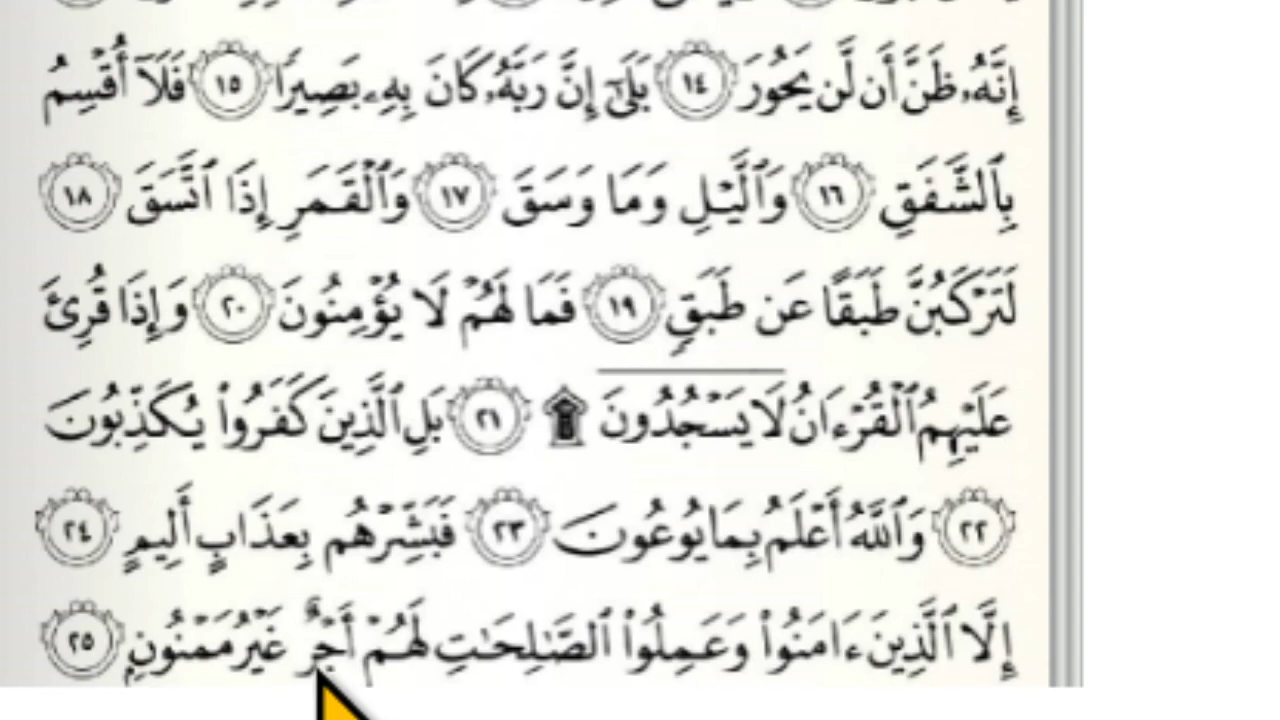 إِنَّهُۥ ظَنَّ أَن لَّن يَحُورَ ١٤ بَلَىٰٓ إِنَّ رَبَّهُۥ كَانَ بِهِۦ بَصِيرًا ١٥ فَلَآ أُقْسِمُ
بِٱلشَّفَقِ ١٦ وَٱلَّيْلِ وَمَا وَسَقَ ١٧ وَٱلْقَمَرِ إِذَا ٱتَّسَقَ ١٨
لَتَرْكَبُنَّ طَبَقًا عَن طَبَقٍ ١٩ فَمَا لَهُمْ لَا يُؤْمِنُونَ ٢٠ وَإِذَا قُرِئَ
عَلَيْهِمُ ٱلْقُرْءَانُ لَا يَسْجُدُونَ ۩ ٢١ بَلِ ٱلَّذِينَ كَفَرُوا۟ يُكَذِّبُونَ
٢٢ وَٱللَّهُ أَعْلَمُ بِمَا يُوعُونَ ٢٣ فَبَشِّرْهُم بِعَذَابٍ أَلِيمٍ ٢٤
إِلَّا ٱلَّذِينَ ءَامَنُوا۟ وَعَمِلُوا۟ ٱلصَّٰلِحَٰتِ لَهُمْ أَجْرٌ غَيْرُ مَمْنُونٍۭ ٢٥